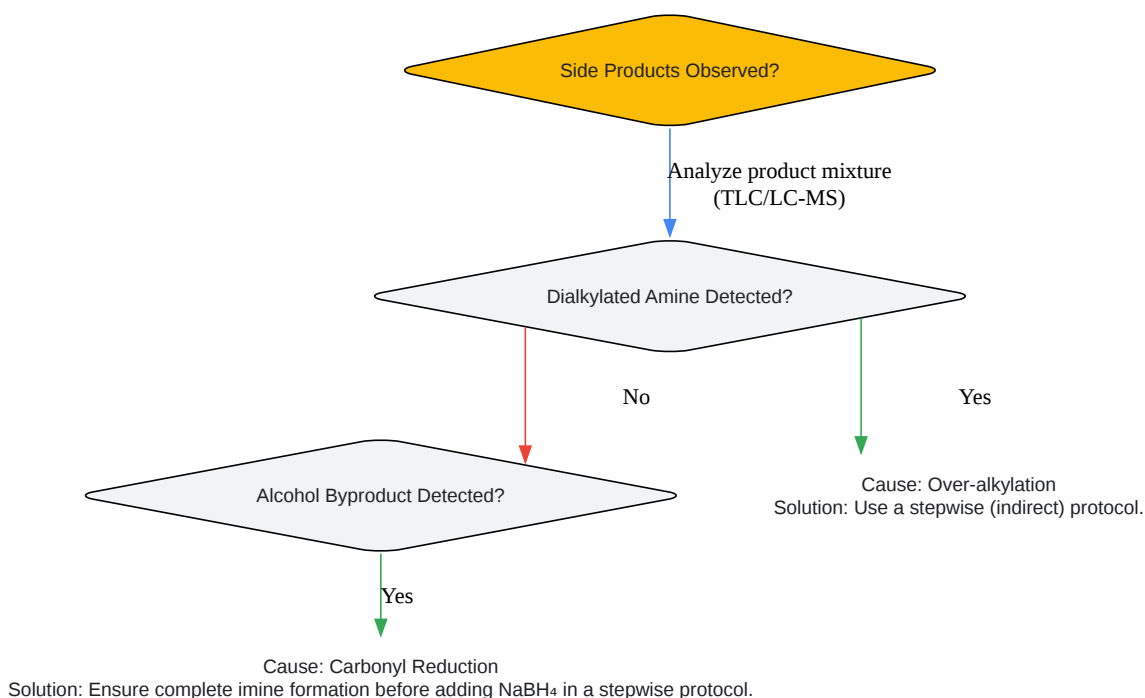 Side Products Observed?
Analyze product mixture
(TLC/LC-MS)
Dialkylated Amine Detected?
No
Yes
Cause: Over-alkylation
Solution: Use a stepwise (indirect) protocol.
Alcohol Byproduct Detected?
Yes
Cause: Carbonyl Reduction
Solution: Ensure complete imine formation before adding NaBH₄ in a stepwise protocol.